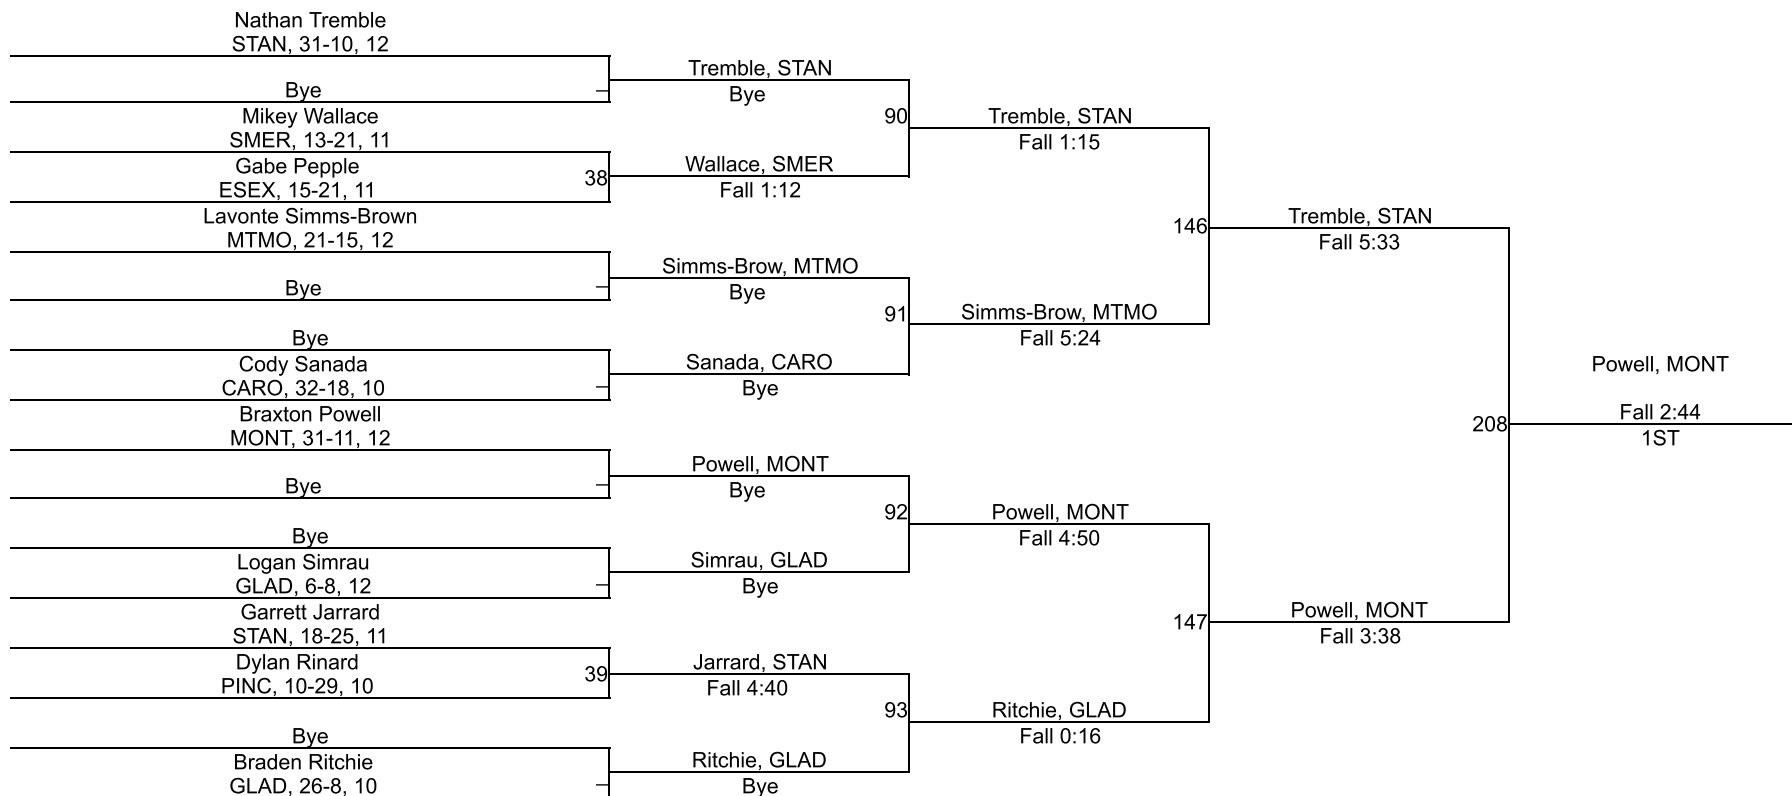 Nathan Tremble
STAN, 31-10, 12
Bye
Mikey Wallace
SMER, 13-21, 11
Gabe Pepple
ESEX, 15-21, 11
38
Lavonte Simms-Brown
MTMO, 21-15, 12
Bye
Bye
Cody Sanada
CARO, 32-18, 10
Braxton Powell
MONT, 31-11, 12
Bye
Bye
Logan Simrau
GLAD, 6-8, 12
Garrett Jarrard
STAN, 18-25, 11
Dylan Rinard
PINC, 10-29, 10
39
Bye
Braden Ritchie
GLAD, 26-8, 10
Tremble, STAN
Bye
90
Wallace, SMER
Fall 1:12
Simms-Brow, MTMO
Bye
91
Sanada, CARO
Bye
Powell, MONT
Bye
92
Simrau, GLAD
Bye
Jarrard, STAN
Fall 4:40
93
Ritchie, GLAD
Bye
Tremble, STAN
Fall 1:15
146
Simms-Brow, MTMO
Fall 5:24
Powell, MONT
Fall 4:50
147
Ritchie, GLAD
Fall 0:16
Tremble, STAN
Fall 5:33
208
Powell, MONT
Fall 3:38
Powell, MONT
Fall 2:44
1ST